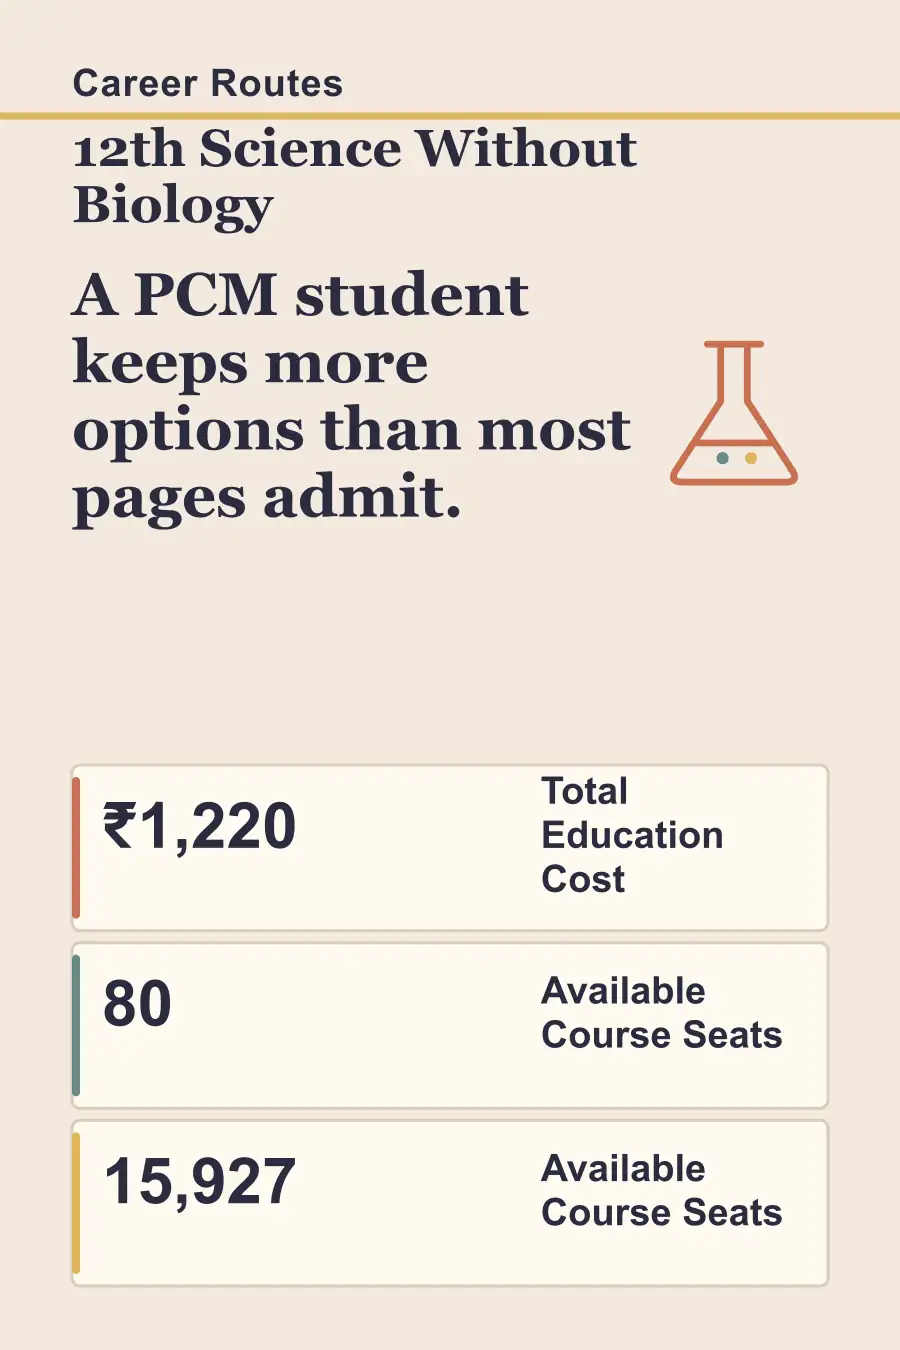 Career Routes
12th Science Without
Biology
A PCM student
keeps more
options than most
pages admit.
₹1,220
Total
Education
Cost
80
Available
Course Seats
15,927
Available
Course Seats